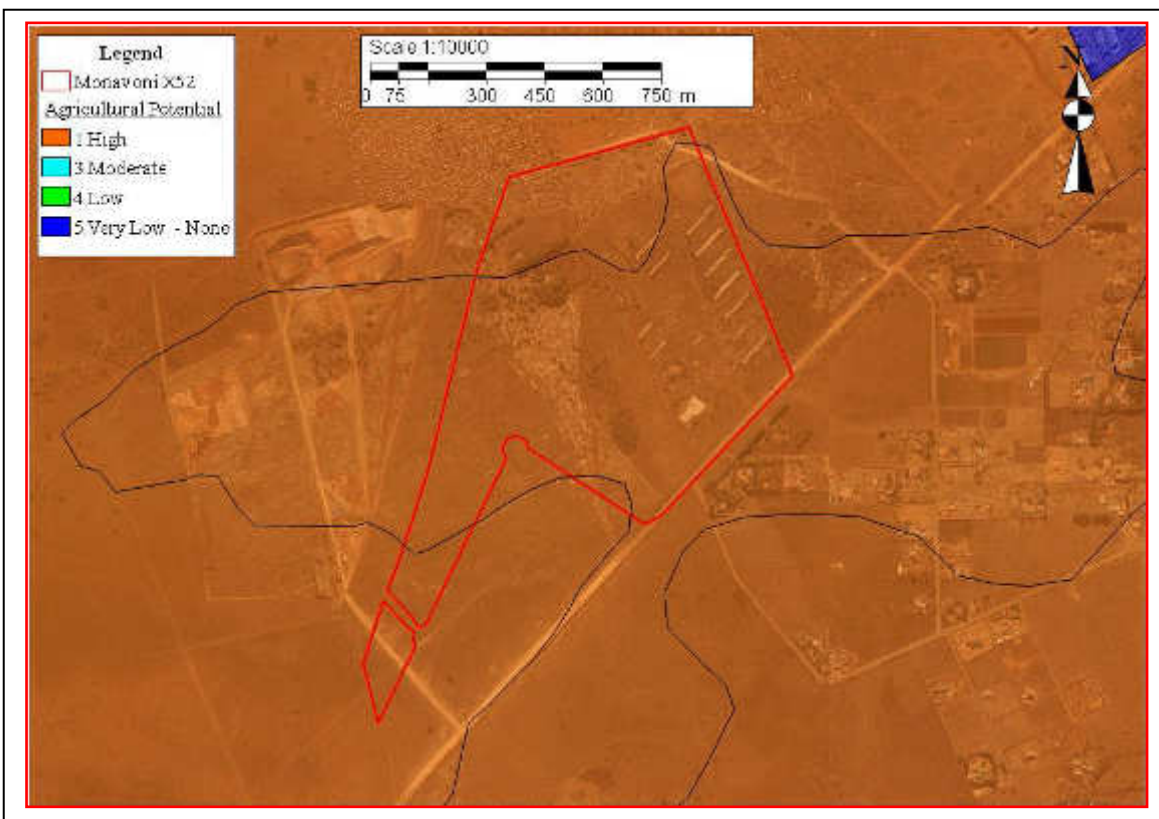 Legend
Monavoni X52
Agricultural Potential
1 High
3 Moderate
4 Low
5 Very Low - None
Scale 1:10000
0 75 300 450 600 750 m
N